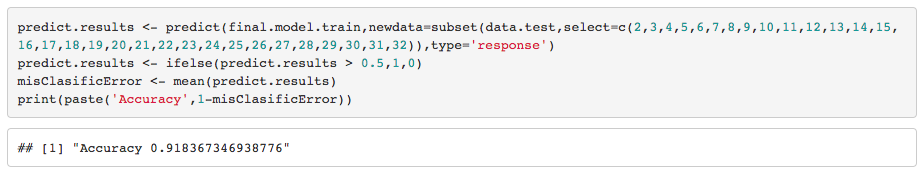 predict.results <- predict(final.model.train,newdata=subset(data.test,select=c(2,3,4,5,6,7,8,9,10,11,12,13,14,15,
16,17,18,19,20,21,22,23,24,25,26,27,28,29,30,31,32)),type='response')
predict.results <- ifelse(predict.results > 0.5,1,0)
misClasificError <- mean(predict.results)
print(paste('Accuracy',1-misClasificError))
## [1] "Accuracy 0.918367346938776"